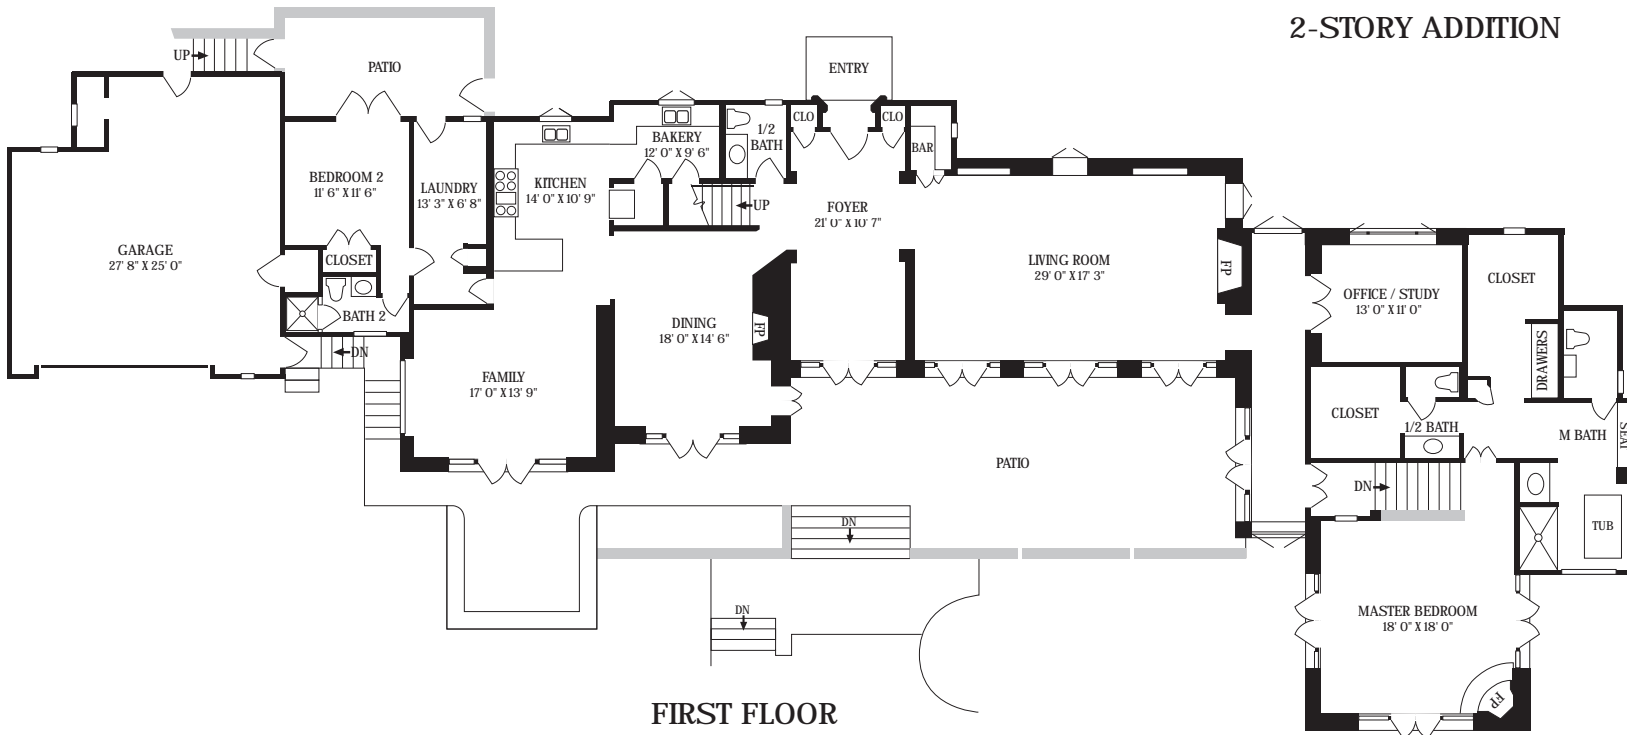 2-STORY ADDITION
UP
PATIO
ENTRY
CLO
CLO
1/2
BATH
BAKERY
12' 0" X 9' 6"
BAR
BEDROOM 2
11' 6" X 11' 6"
LAUNDRY
13' 3" X 6' 8"
KITCHEN
14' 0" X 10' 9"
UP
FOYER
21' 0" X 10' 7"
GARAGE
27' 8" X 25' 0"
CLOSET
LIVING ROOM
29' 0" X 17' 3"
FP
CLOSET
OFFICE / STUDY
13' 0" X 11' 0"
BATH 2
DINING
18' 0" X 14' 6"
FP
DRAWERS
DN
FAMILY
17' 0" X 13' 9"
CLOSET
1/2 BATH
M BATH
SEAT
PATIO
DN
DN
TUB
DN
MASTER BEDROOM
18' 0" X 18' 0"
FP
FIRST FLOOR